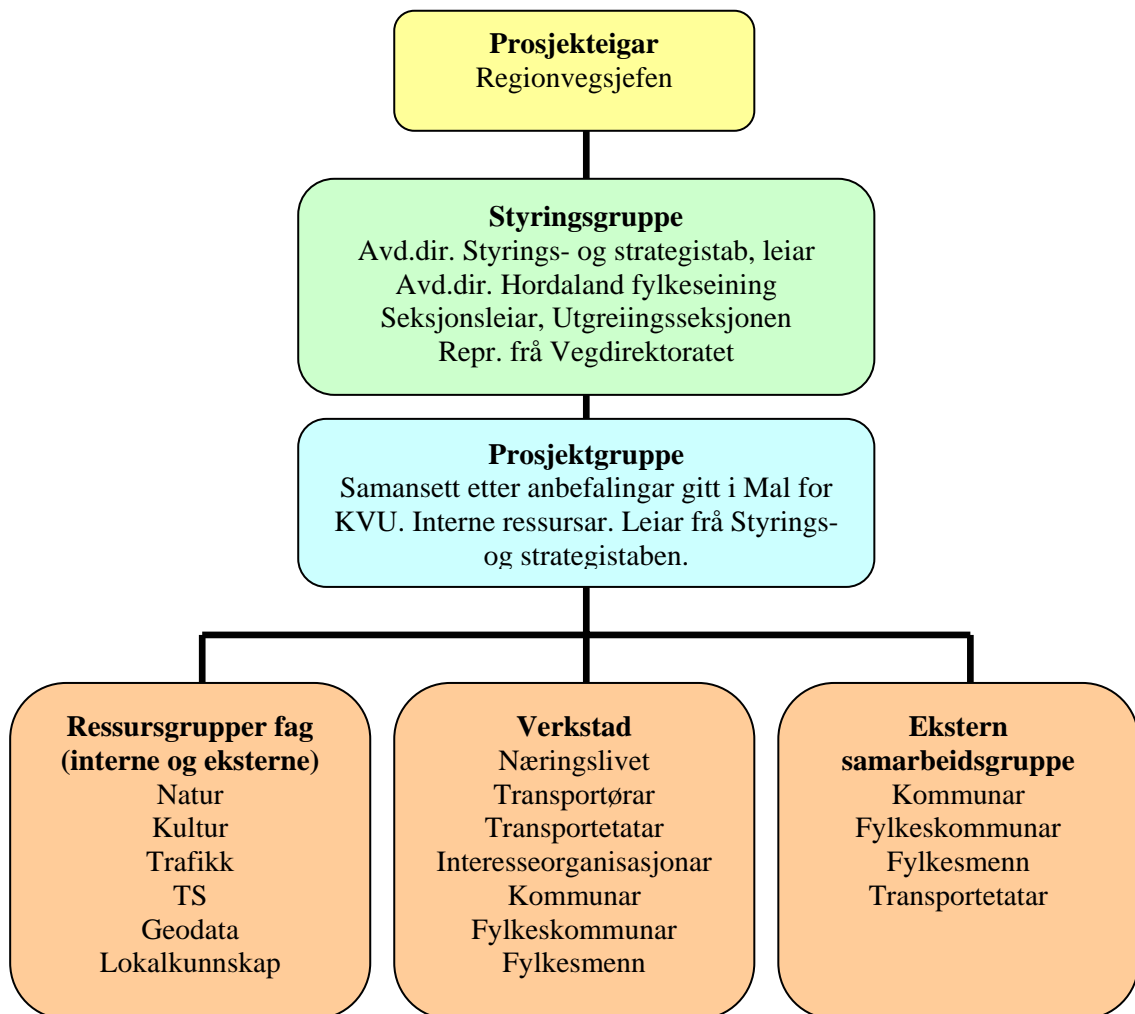 Prosjekteigar
Regionvegsjefen
Styringsgruppe
Avd.dir. Styrings- og strategistab, leiar
Avd.dir. Hordaland fylkeseining
Seksjonsleiar, Utgreiingsseksjonen
Repr. frå Vegdirektoratet
Prosjektgruppe
Samansett etter anbefalingar gitt i Mal for
KVU. Interne ressursar. Leiar frå Styrings-
og strategistaben.
Ressursgrupper fag
(interne og eksterne)
Natur
Kultur
Trafikk
TS
Geodata
Lokalkunnskap
Verkstad
Næringslivet
Transportørar
Transportetatar
Interesseorganisasjonar
Kommunar
Fylkeskommunar
Fylkesmenn
Ekstern
samarbeidsgruppe
Kommunar
Fylkeskommunar
Fylkesmenn
Transportetatar